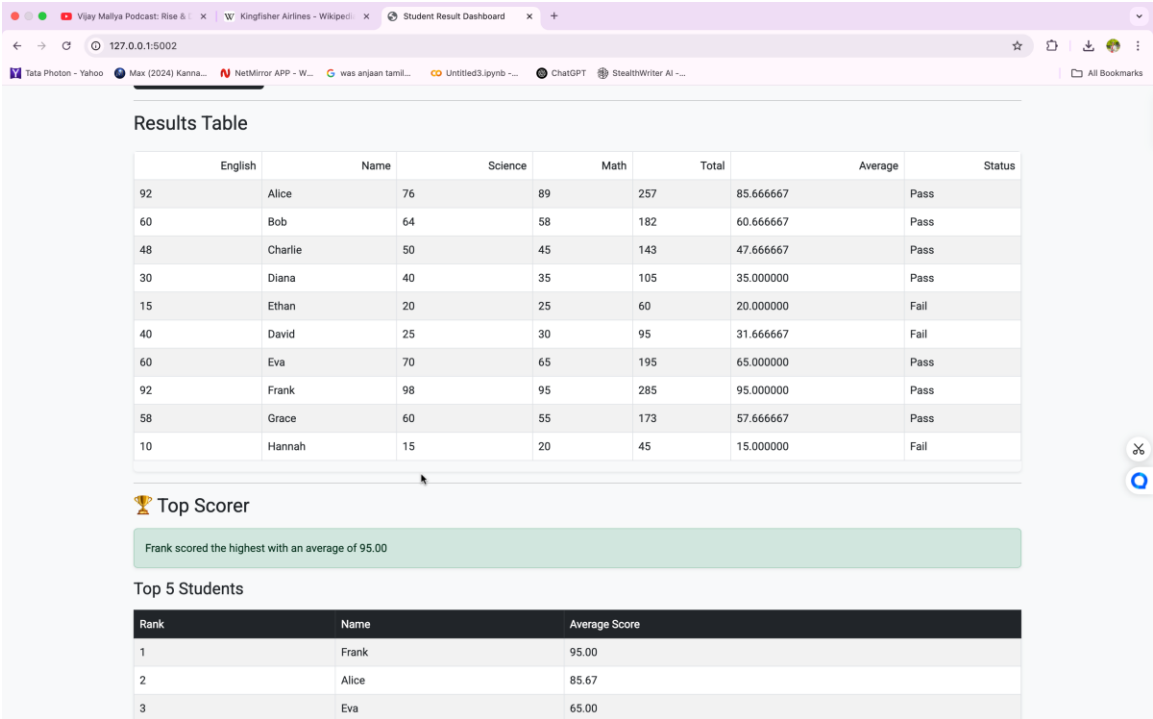 Vijay Mallya Podcast: Rise & D
Kingfisher Airlines - Wikipedi
Student Result Dashboard
127.0.0.1:5002
Tata Photon - Yahoo
Max (2024) Kanna...
NetMirror APP - W...
was anjaan tamil...
Untitled3.ipynb -...
ChatGPT
StealthWriter AI -...
All Bookmarks
Results Table
English Name Science Math Total Average Status
92 Alice 76 89 257 85.666667 Pass
60 Bob 64 58 182 60.666667 Pass
48 Charlie 50 45 143 47.666667 Pass
30 Diana 40 35 105 35.000000 Pass
15 Ethan 20 25 60 20.000000 Fail
40 David 25 30 95 31.666667 Fail
60 Eva 70 65 195 65.000000 Pass
92 Frank 98 95 285 95.000000 Pass
58 Grace 60 55 173 57.666667 Pass
10 Hannah 15 20 45 15.000000 Fail
Top Scorer
Frank scored the highest with an average of 95.00
Top 5 Students
Rank Name Average Score
1 Frank 95.00
2 Alice 85.67
3 Eva 65.00